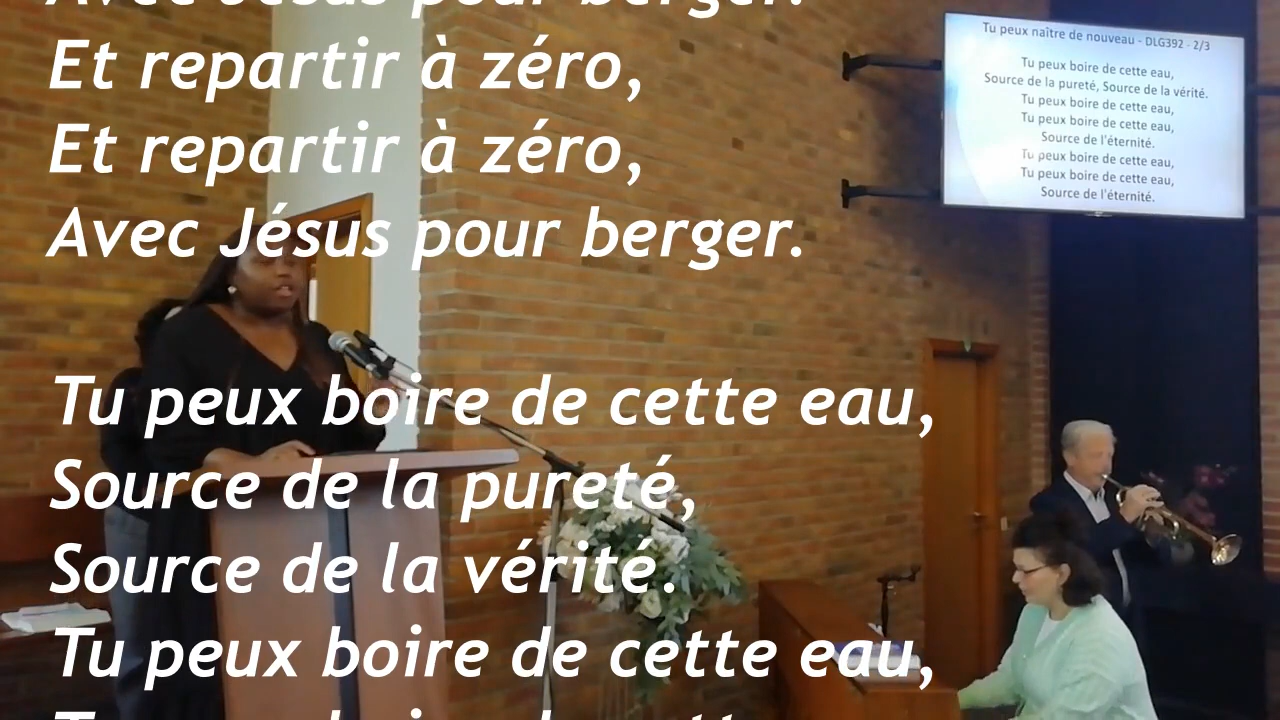 Avec Jésus pour berger.
Et repartir à zéro,
Et repartir à zéro,
Avec Jésus pour berger.
Tu peux boire de cette eau,
Source de la pureté,
Source de la vérité.
Tu peux boire de cette eau,
Tu peux naître de nouveau - DLG392 - 2/3
Tu peux boire de cette eau,
Source de la pureté, Source de la vérité.
Tu peux boire de cette eau,
Tu peux boire de cette eau,
Source de l'éternité.
Tu peux boire de cette eau,
Tu peux boire de cette eau,
Source de l'éternité.